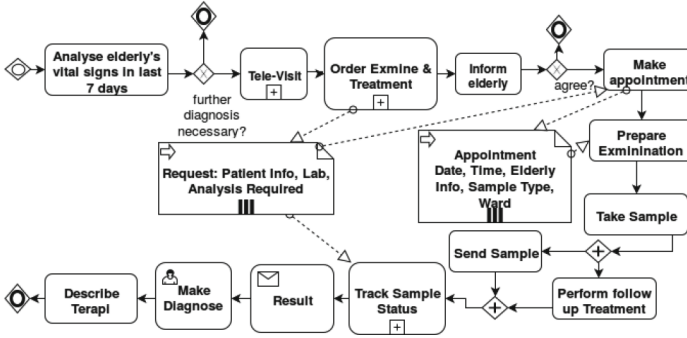 Analyse elderly's
vital signs in last
7 days
further
diagnosis
necessary?
Tele-Visit
Order Exmine &
Treatment
Inform
elderly
agree?
Make
appointment
Request: Patient Info, Lab,
Analysis Required
Appointment
Date, Time, Elderly
Info, Sample Type,
Ward
Prepare
Exminination
Take Sample
Send Sample
Perform follow
up Treatment
Track Sample
Status
Result
Make
Diagnose
Describe
Terapi